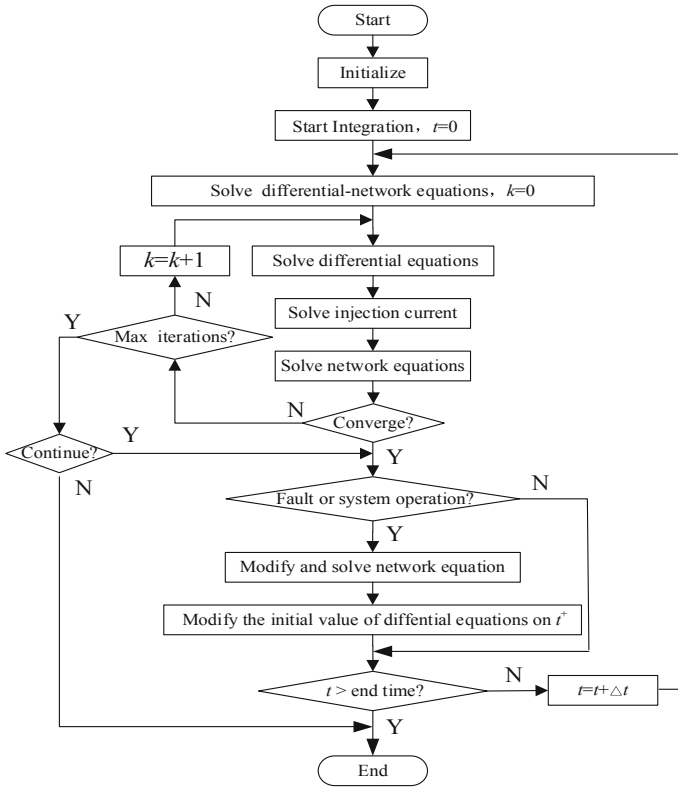 Start
Initialize
Start Integration，t=0
Solve differential-network equations，k=0
k=k+1
Solve differential equations
N
Solve injection current
Y
Max iterations?
Solve network equations
N
Converge?
Continue?
Y
Y
N
Fault or system operation?
N
Y
Modify and solve network equation
Modify the initial value of diffential equations on t⁺
N
t > end time?
t=t+△t
Y
End